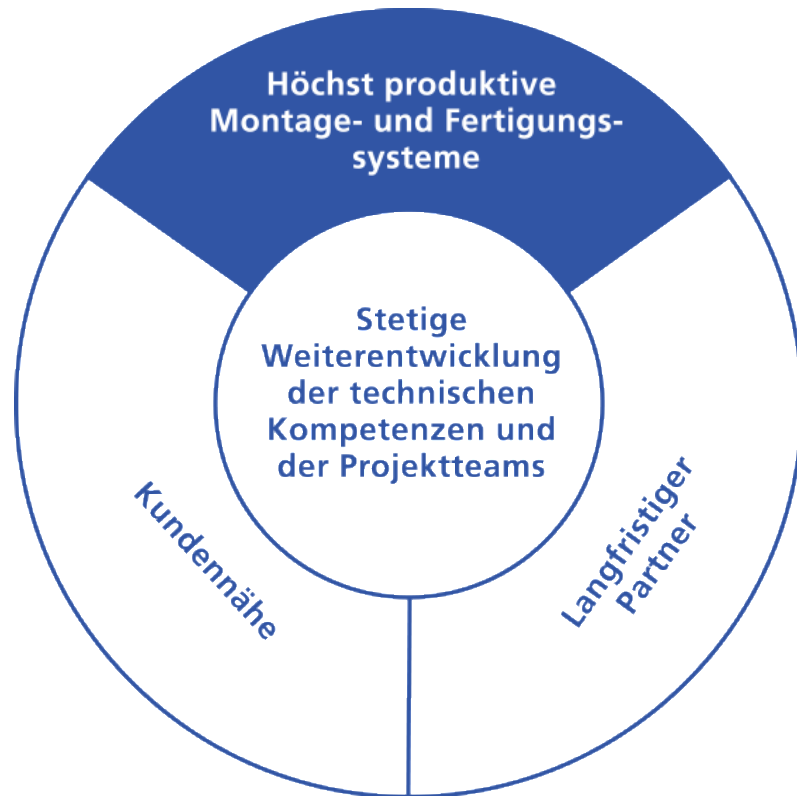 Höchst produktive
Montage- und Fertigungs-
systeme
Stetige
Weiterentwicklung
der technischen
Kompetenzen und
der Projektteams
Kundennähe
Langfristiger
Partner